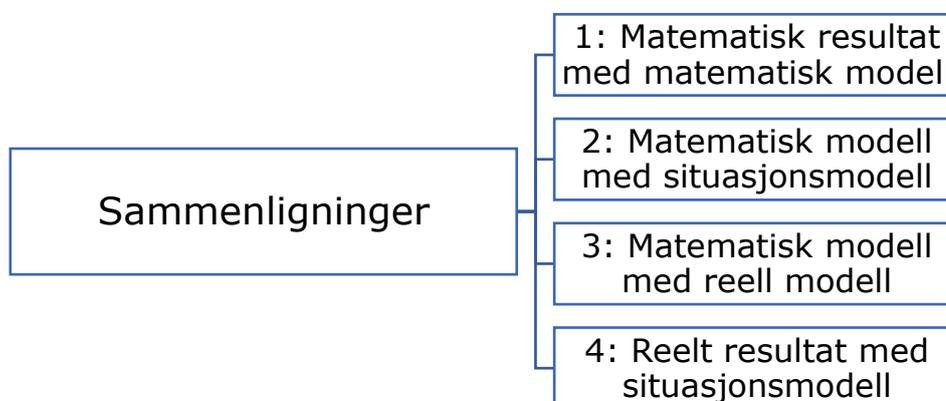 Sammenligninger
1: Matematisk resultat
med matematisk model
2: Matematisk modell
med situasjonsmodell
3: Matematisk modell
med reell modell
4: Reelt resultat med
situasjonsmodell